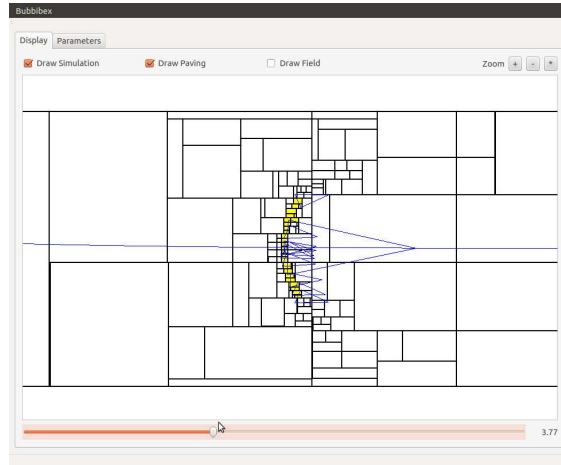 Bubbibex
Display Parameters
Draw Simulation Draw Paving Draw Field Zoom + - *
3.77